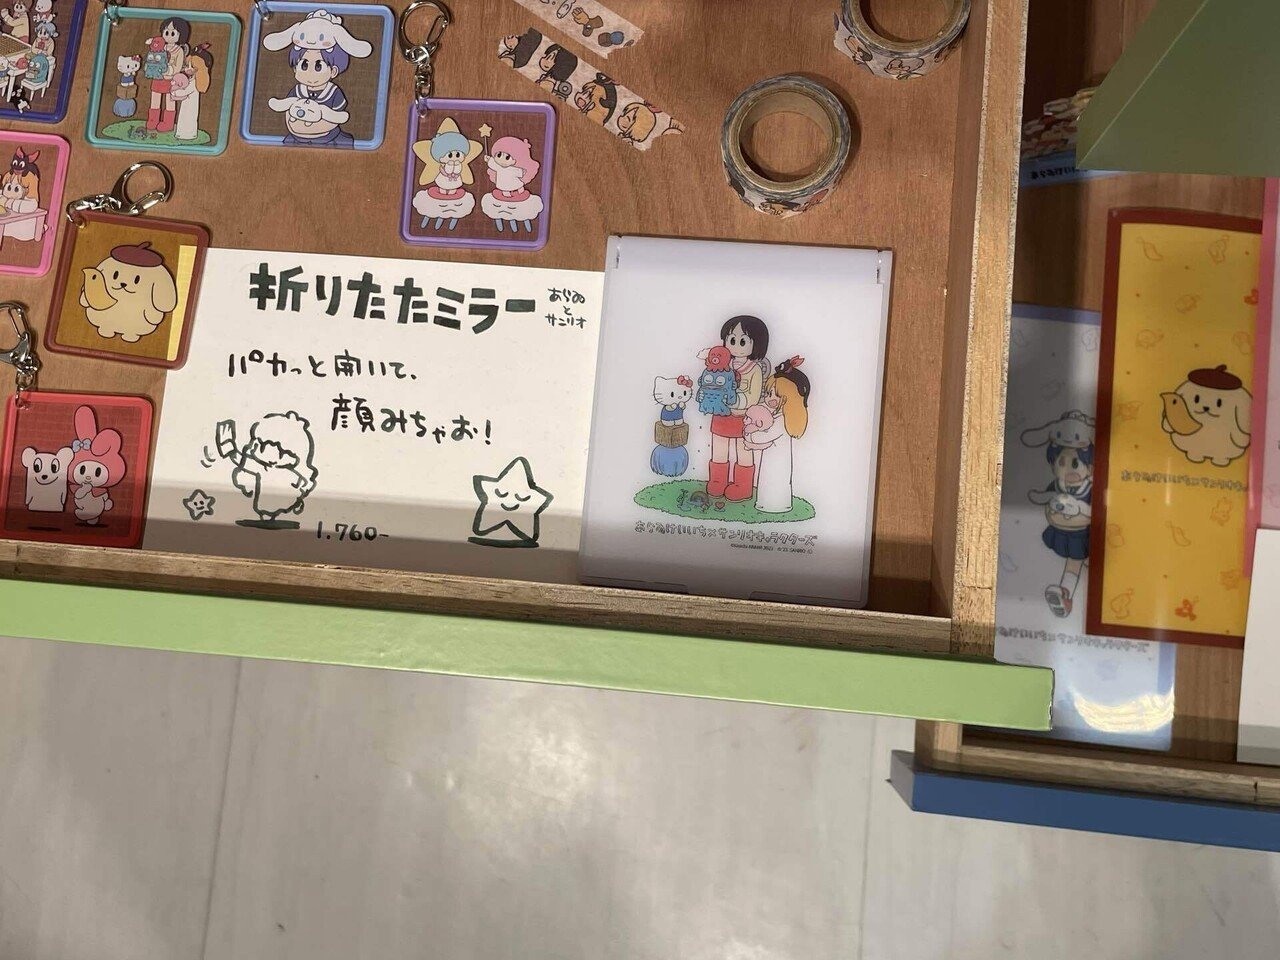 折りたたミラー
あらゐ
と
サンリオ
パカっと開いて、
顔みちゃお!
1.760-
あらゐけいいち×サンリオキャラクターズ